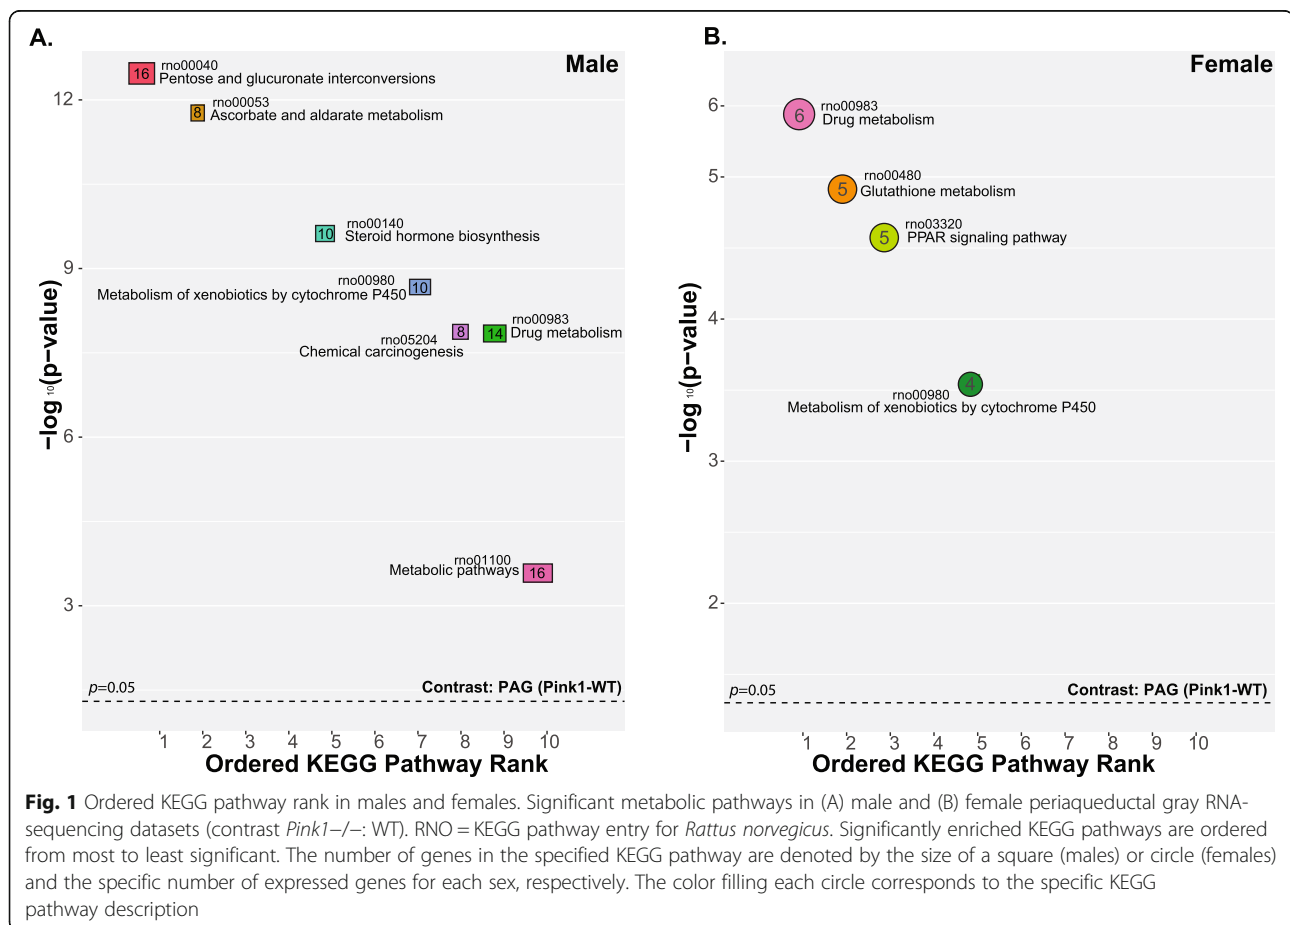 A.
Male
16
rno00040
Pentose and glucuronate interconversions
12
8
rno00053
Ascorbate and aldarate metabolism
10
rno00140
Steroid hormone biosynthesis
9
rno00980
Metabolism of xenobiotics by cytochrome P450
10
rno05204
Chemical carcinogenesis
8
14
rno00983
Drug metabolism
6
rno01100
Metabolic pathways
16
3
p=0.05
Contrast: PAG (Pink1-WT)
−log 10(p−value)
1 2 3 4 5 6 7 8 9 10
Ordered KEGG Pathway Rank
B.
Female
6
6
rno00983
Drug metabolism
5
5
rno00480
Glutathione metabolism
5
rno03320
PPAR signaling pathway
4
4
rno00980
Metabolism of xenobiotics by cytochrome P450
3
2
p=0.05
Contrast: PAG (Pink1-WT)
−log 10(p−value)
1 2 3 4 5 6 7 8 9 10
Ordered KEGG Pathway Rank
Fig. 1 Ordered KEGG pathway rank in males and females. Significant metabolic pathways in (A) male and (B) female periaqueductal gray RNA-
sequencing datasets (contrast Pink1−/−: WT). RNO = KEGG pathway entry for Rattus norvegicus. Significantly enriched KEGG pathways are ordered
from most to least significant. The number of genes in the specified KEGG pathway are denoted by the size of a square (males) or circle (females)
and the specific number of expressed genes for each sex, respectively. The color filling each circle corresponds to the specific KEGG
pathway description